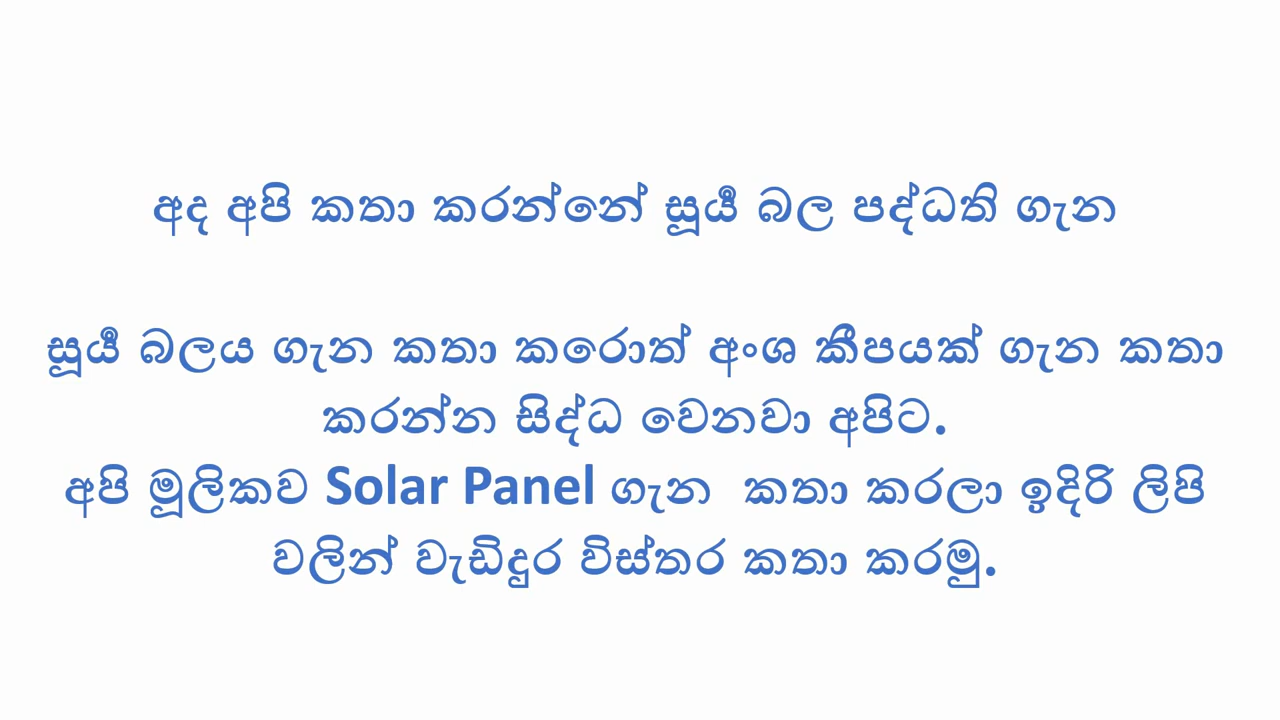 අද අපි කතා කරන්නේ සූර්‍ය බල පද්ධති ගැන
සූර්‍ය බලය ගැන කතා කරොත් අංශ කීපයක් ගැන කතා
කරන්න සිද්ධ වෙනවා අපිට.
අපි මූලිකව Solar Panel ගැන කතා කරලා ඉදිරි ලිපි
වලින් වැඩිදුර විස්තර කතා කරමු.